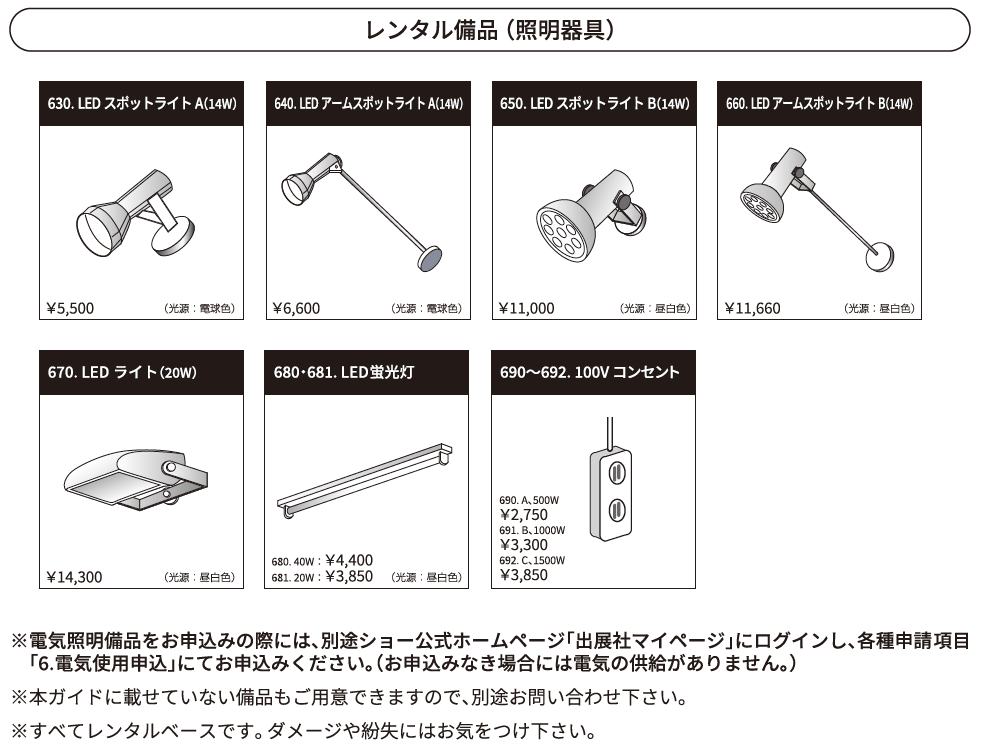 レンタル備品（照明器具）
630. LED スポットライト A（14W）
¥5,500 （光源：電球色）
640. LED アームスポットライト A（14W）
¥6,600 （光源：電球色）
650. LED スポットライト B（14W）
¥11,000 （光源：昼白色）
660. LED アームスポットライト B（14W）
¥11,660 （光源：昼白色）
670. LED ライト（20W）
¥14,300 （光源：昼白色）
680・681. LED蛍光灯
680. 40W：¥4,400
681. 20W：¥3,850 （光源：昼白色）
690〜692. 100V コンセント
690. A、500W
¥2,750
691. B、1000W
¥3,300
692. C、1500W
¥3,850
※電気照明備品をお申込みの際には、別途ショー公式ホームページ「出展社マイページ」にログインし、各種申請項目
「6.電気使用申込」にてお申込みください。（お申込みなき場合には電気の供給がありません。）
※本ガイドに載せていない備品もご用意できますので、別途お問い合わせ下さい。
※すべてレンタルベースです。ダメージや紛失にはお気をつけ下さい。